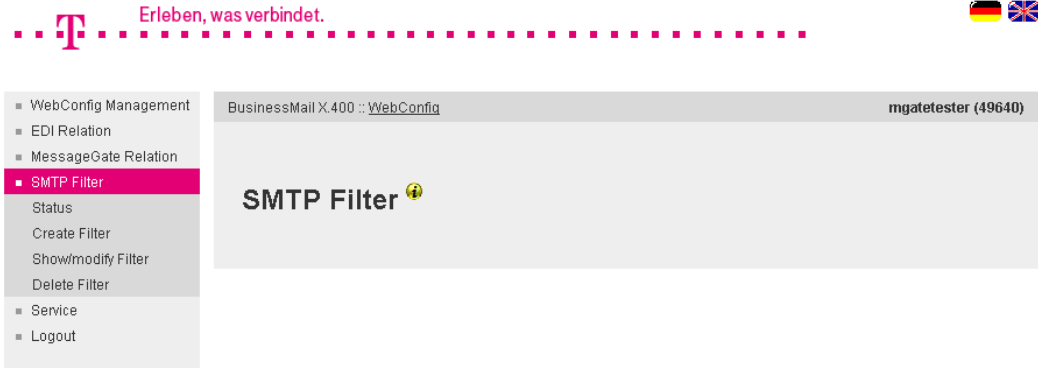 Erleben, was verbindet.
T
WebConfig Management
EDI Relation
MessageGate Relation
SMTP Filter
Status
Create Filter
Show/modify Filter
Delete Filter
Service
Logout
BusinessMail X.400 :: WebConfig
mgatetester (49640)
SMTP Filter